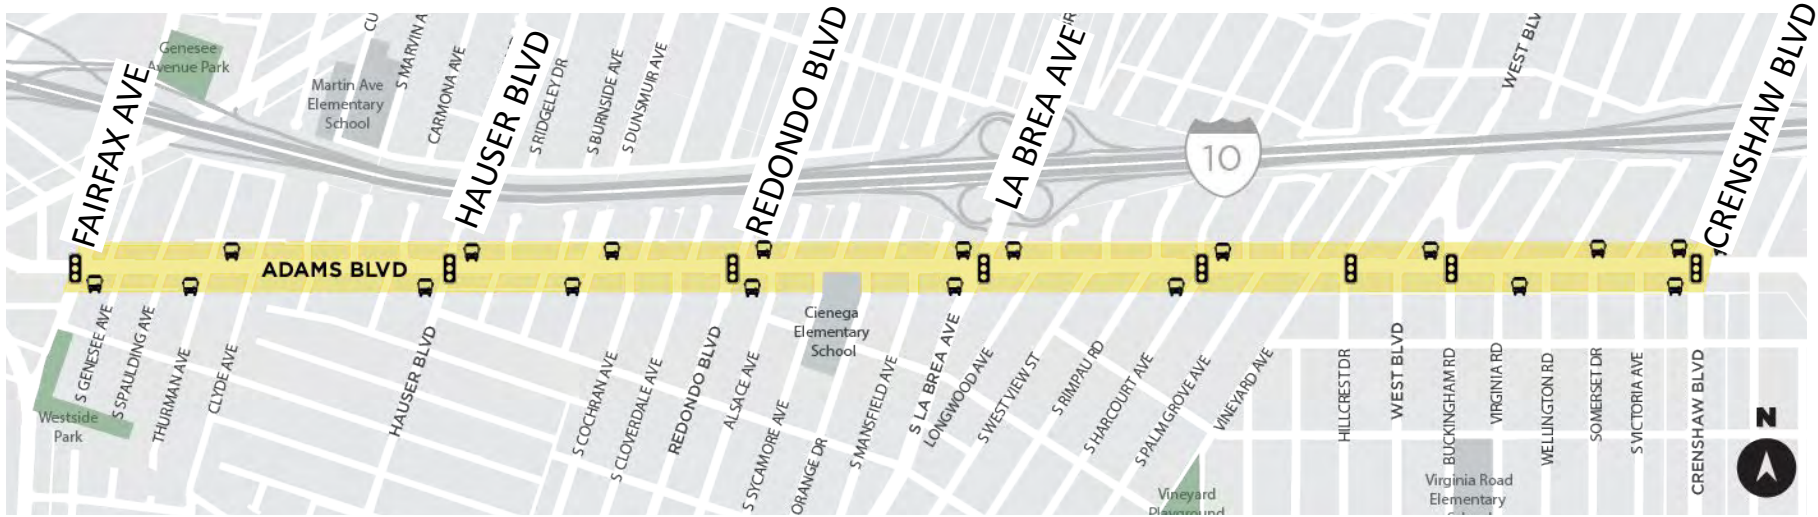 Genesee
Avenue Park
FAIRFAX AVE
Martin Ave
Elementary
School
CU
S MARVIN A
CARMONA AVE
HAUSER BLVD
S RIDGELEY DR
S BURNSIDE AVE
S DUNSMUIR AVE
REDONDO BLVD
LA BREA AVE
10
WEST BLV
CRENSHAW BLVD
ADAMS BLVD
S GENESEE AVE
S SPAULDING AVE
THURMAN AVE
CLYDE AVE
HAUSER BLVD
S COCHRAN AVE
S CLOVERDALE AVE
REDONDO BLVD
ALSACE AVE
S SYCAMORE AVE
ORANGE DR
Cienega
Elementary
School
S MANSFIELD AVE
S LA BREA AVE
LONGWOOD AVE
S WEST VIEW ST
S RIMPAU RD
S HARCOURT AVE
S PALM GROVE AVE
VINEYARD AVE
HILLCREST DR
WEST BLVD
BUCKINGHAM RD
VIRGINIA RD
WELLINGTON RD
SOMERSET DR
S VICTORIA AVE
CRENSHAW BLVD
N
Westside
Park
Vineyard
Playground
Virginia Road
Elementary
School